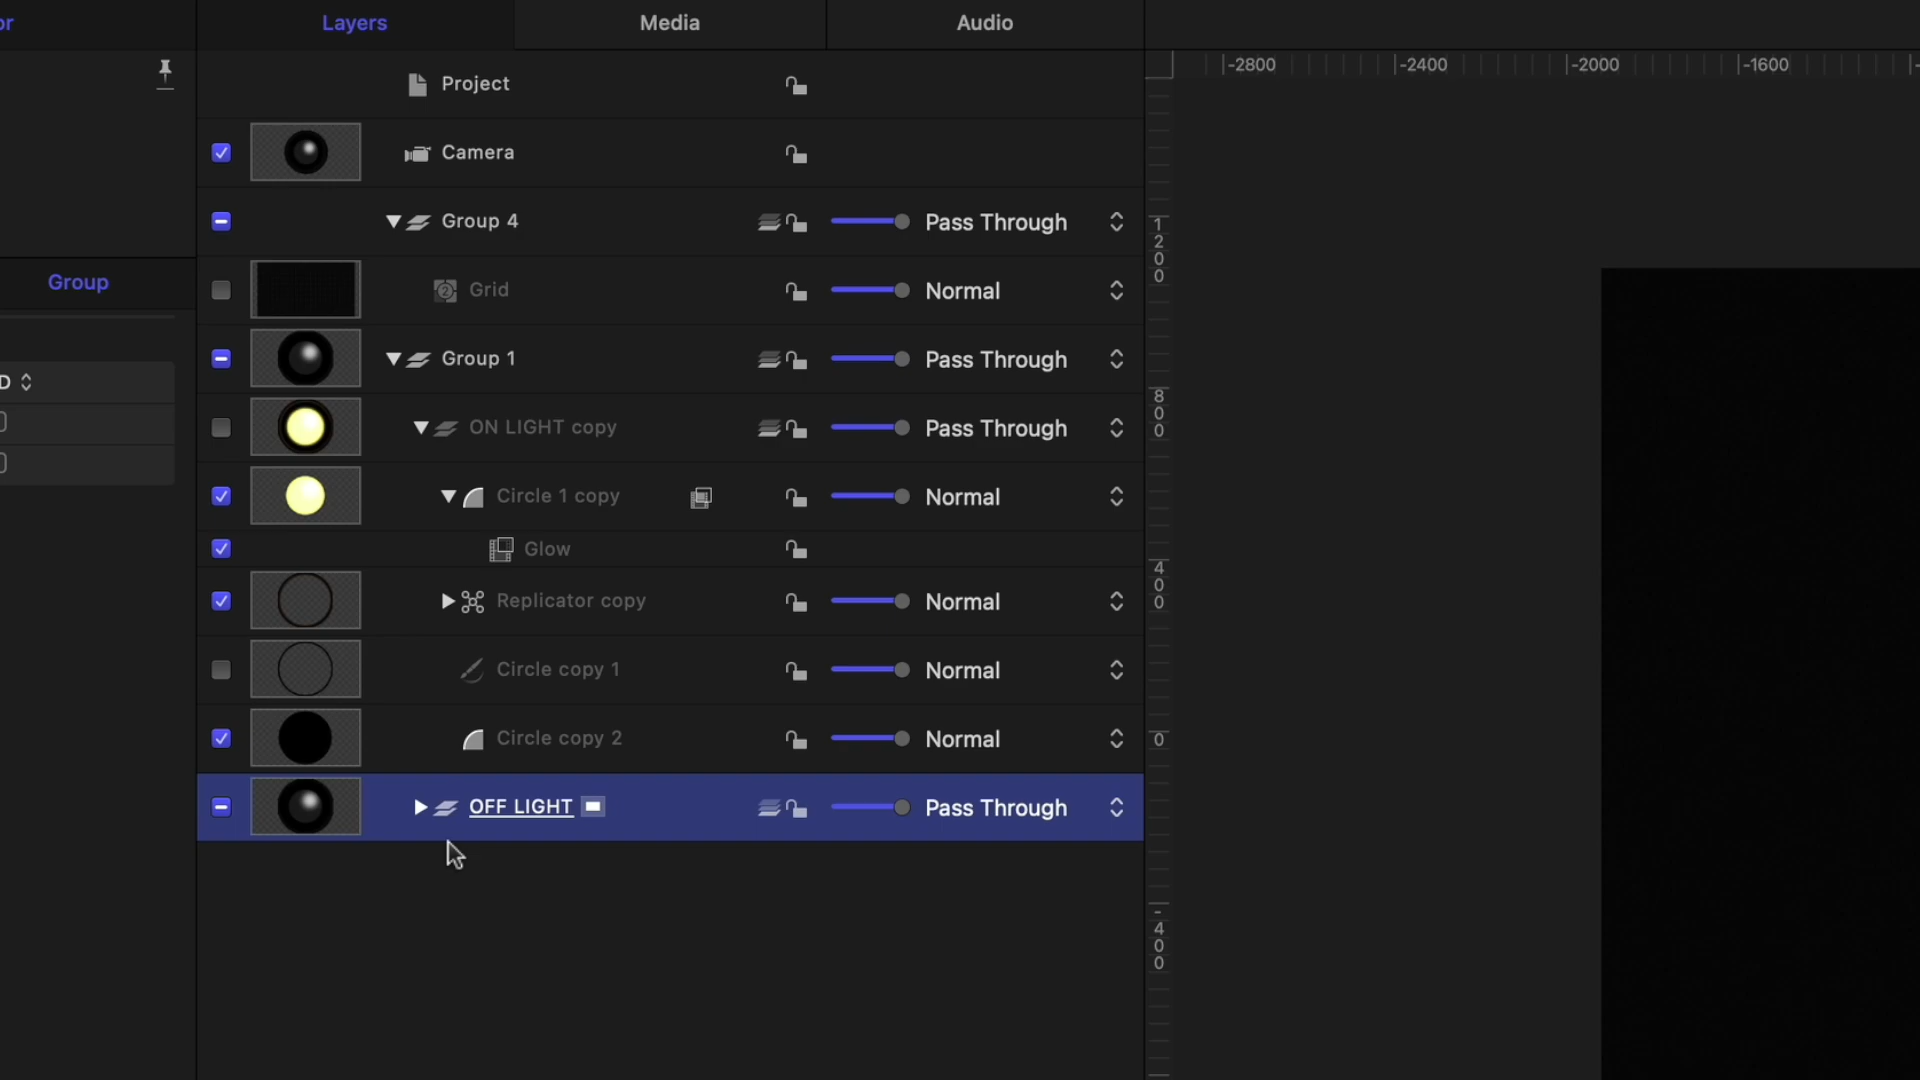 or
Layers
Media
Audio
Project
Camera
Group 4
Pass Through
Grid
Normal
Group
Group 1
Pass Through
D
ON LIGHT copy
Pass Through
Circle 1 copy
Normal
Glow
Replicator copy
Normal
Circle copy 1
Normal
Circle copy 2
Normal
OFF LIGHT
Pass Through
-2800
-2400
-2000
-1600
1200
800
400
0
-400